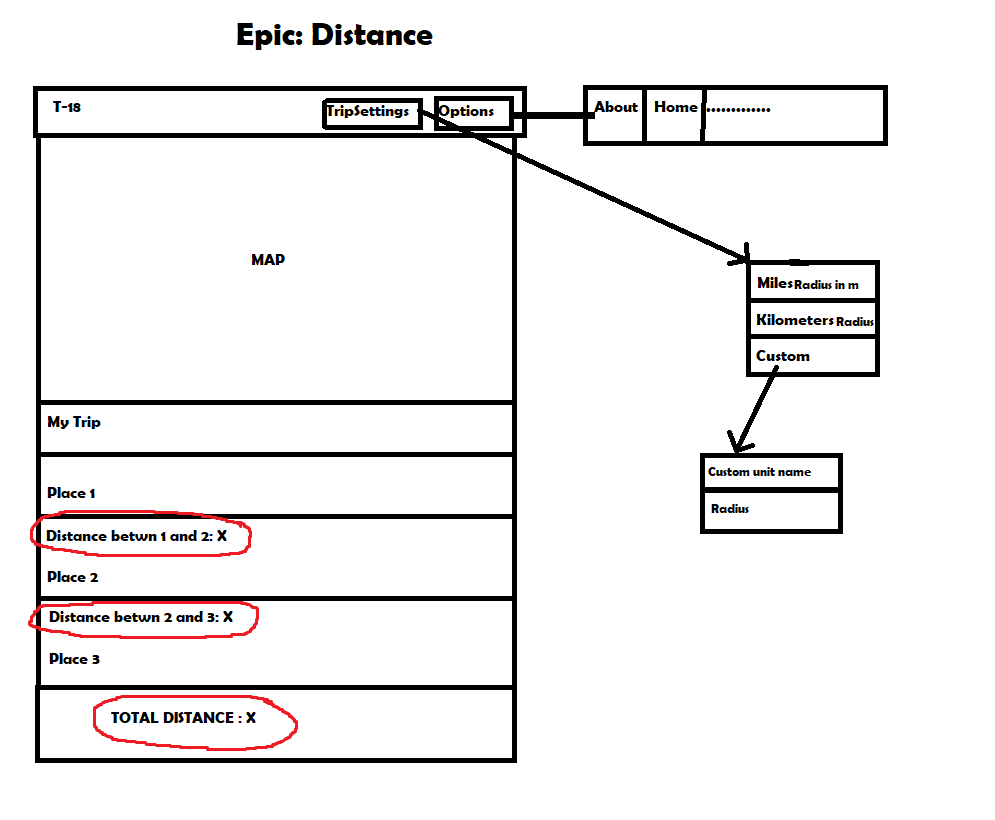 Epic: Distance
T-18
TripSettings
Options
About
Home
.............
MAP
Miles Radius in m
Kilometers Radius
Custom
My Trip
Custom unit name
Place 1
Radius
Distance betwn 1 and 2: X
Place 2
Distance betwn 2 and 3: X
Place 3
TOTAL DISTANCE : X